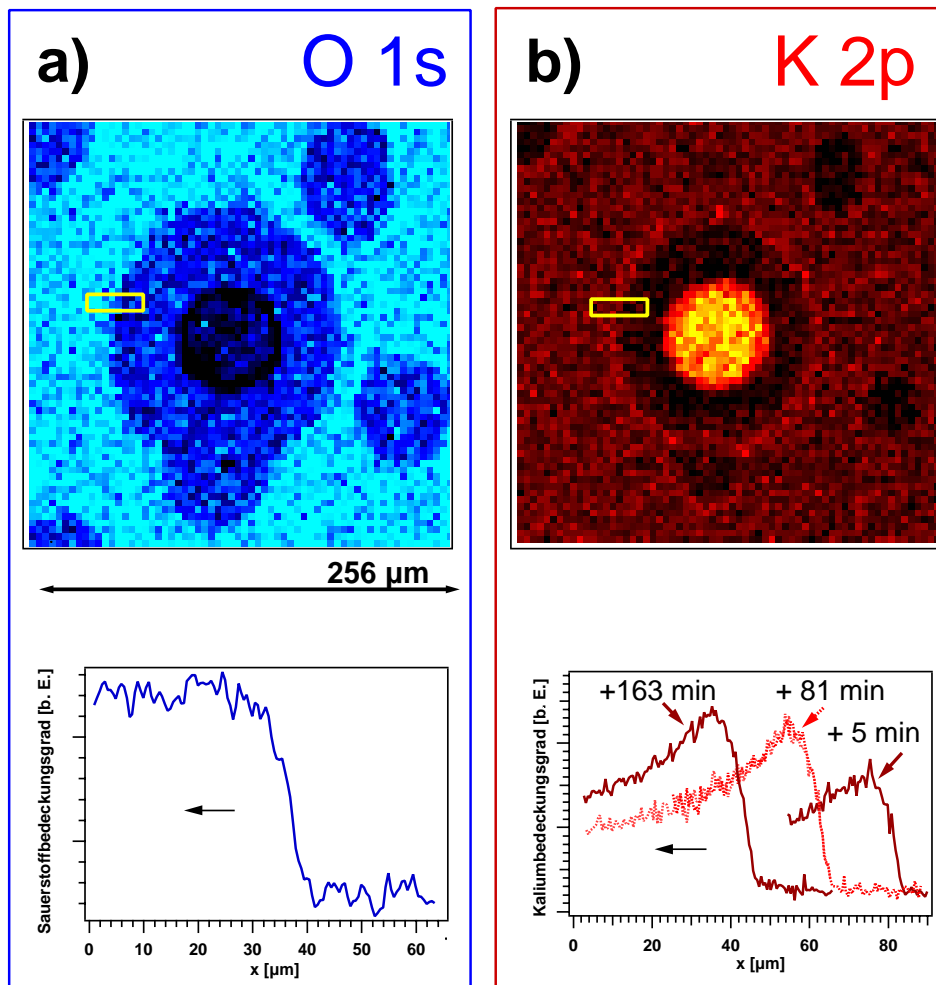 a) O 1s
256 µm
Sauerstoffbedeckungsgrad [b. E.]
0 10 20 30 40 50 60
x [µm]
b) K 2p
Kaliumbedeckungsgrad [b. E.]
+163 min
+ 81 min
+ 5 min
0 20 40 60 80
x [µm]